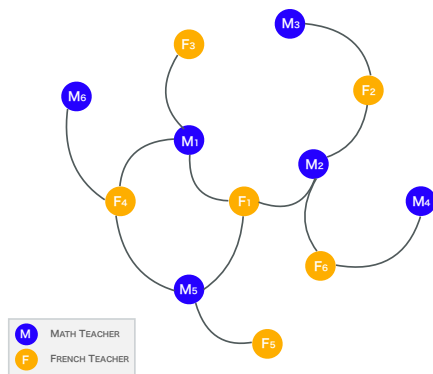 M3
F3
F2
M6
M1
M2
F4
F1
M4
F6
M5
F5
M MATH TEACHER
F FRENCH TEACHER